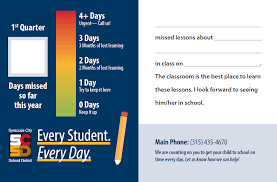 1st Quarter
Days missed
so far
this year
4+ Days
Urgent— Call us!
3 Days
3 Months of lost learning
2 Days
2 Months of lost learning
1 Day
Try to keep it here
0 Days
Keep it up!
Syracuse City
SCSD
School District
Every Student.
Every Day.
missed lessons about
in class on
The classroom is the best place to learn
these lessons. I look forward to seeing
him/her in school.
Main Phone: (315) 435-4670
We are counting on you to get your child to school on
time every day. Let us know how we can help!